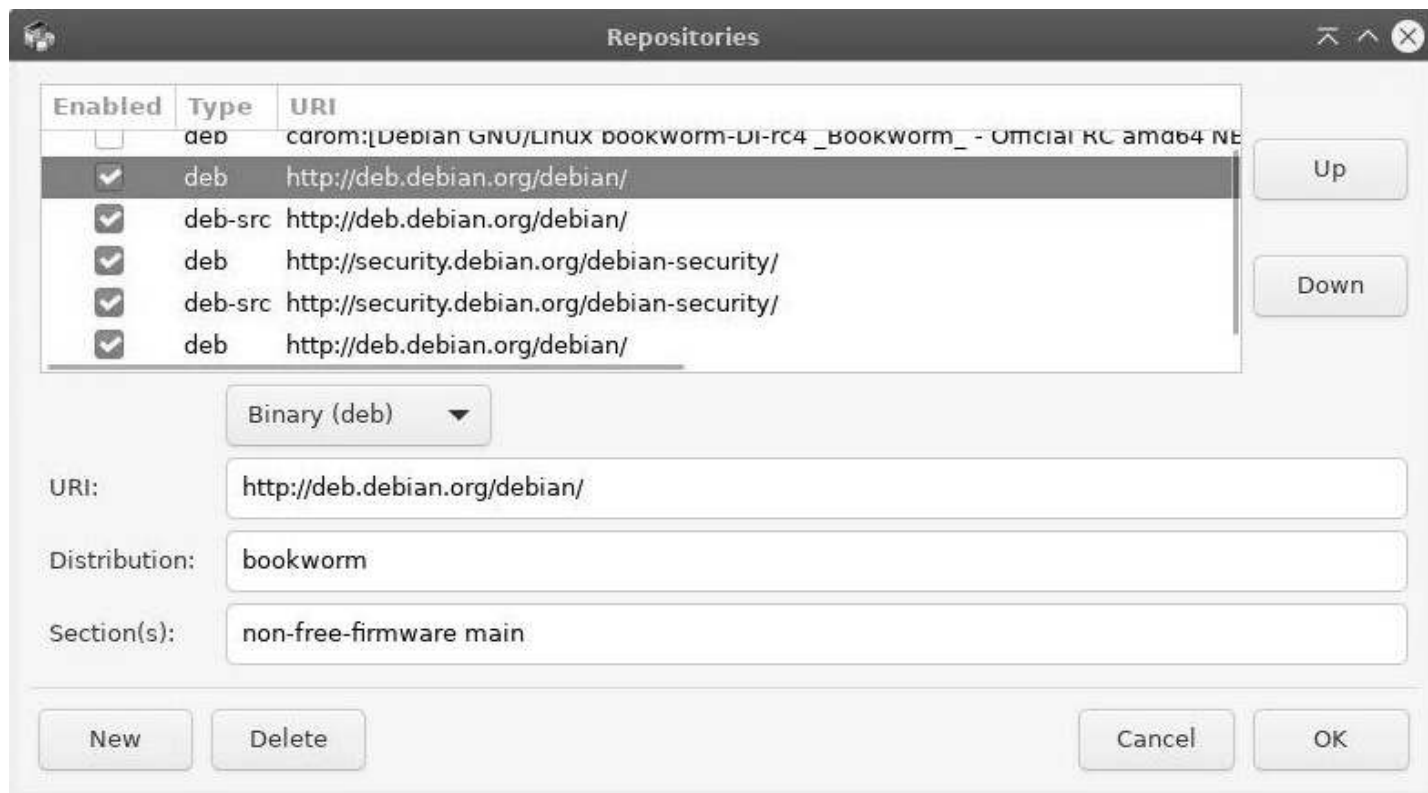 Repositories
Enabled Type URI
deb cdrom:[Debian GNU/Linux bookworm-DI-rc4 _Bookworm_ - Official RC amd64 NE
deb http://deb.debian.org/debian/
deb-src http://deb.debian.org/debian/
deb http://security.debian.org/debian-security/
deb-src http://security.debian.org/debian-security/
deb http://deb.debian.org/debian/
Up
Down
Binary (deb)
URI: http://deb.debian.org/debian/
Distribution: bookworm
Section(s): non-free-firmware main
New Delete Cancel OK